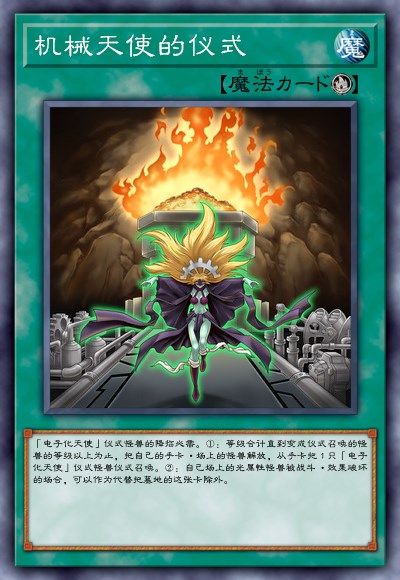 机械天使的仪式
魔
【魔法カード】
まほう
「电子化天使」仪式怪兽的降临必需。①：等级合计直到变成仪式召唤的怪
兽的等级以上为止，把自己的手卡·场上的怪兽解放，从手卡把1只「电子
化天使」仪式怪兽仪式召唤。②：自己场上的光属性怪兽被战斗·效果破坏
的场合，可以作为代替把墓地的这张卡除外。